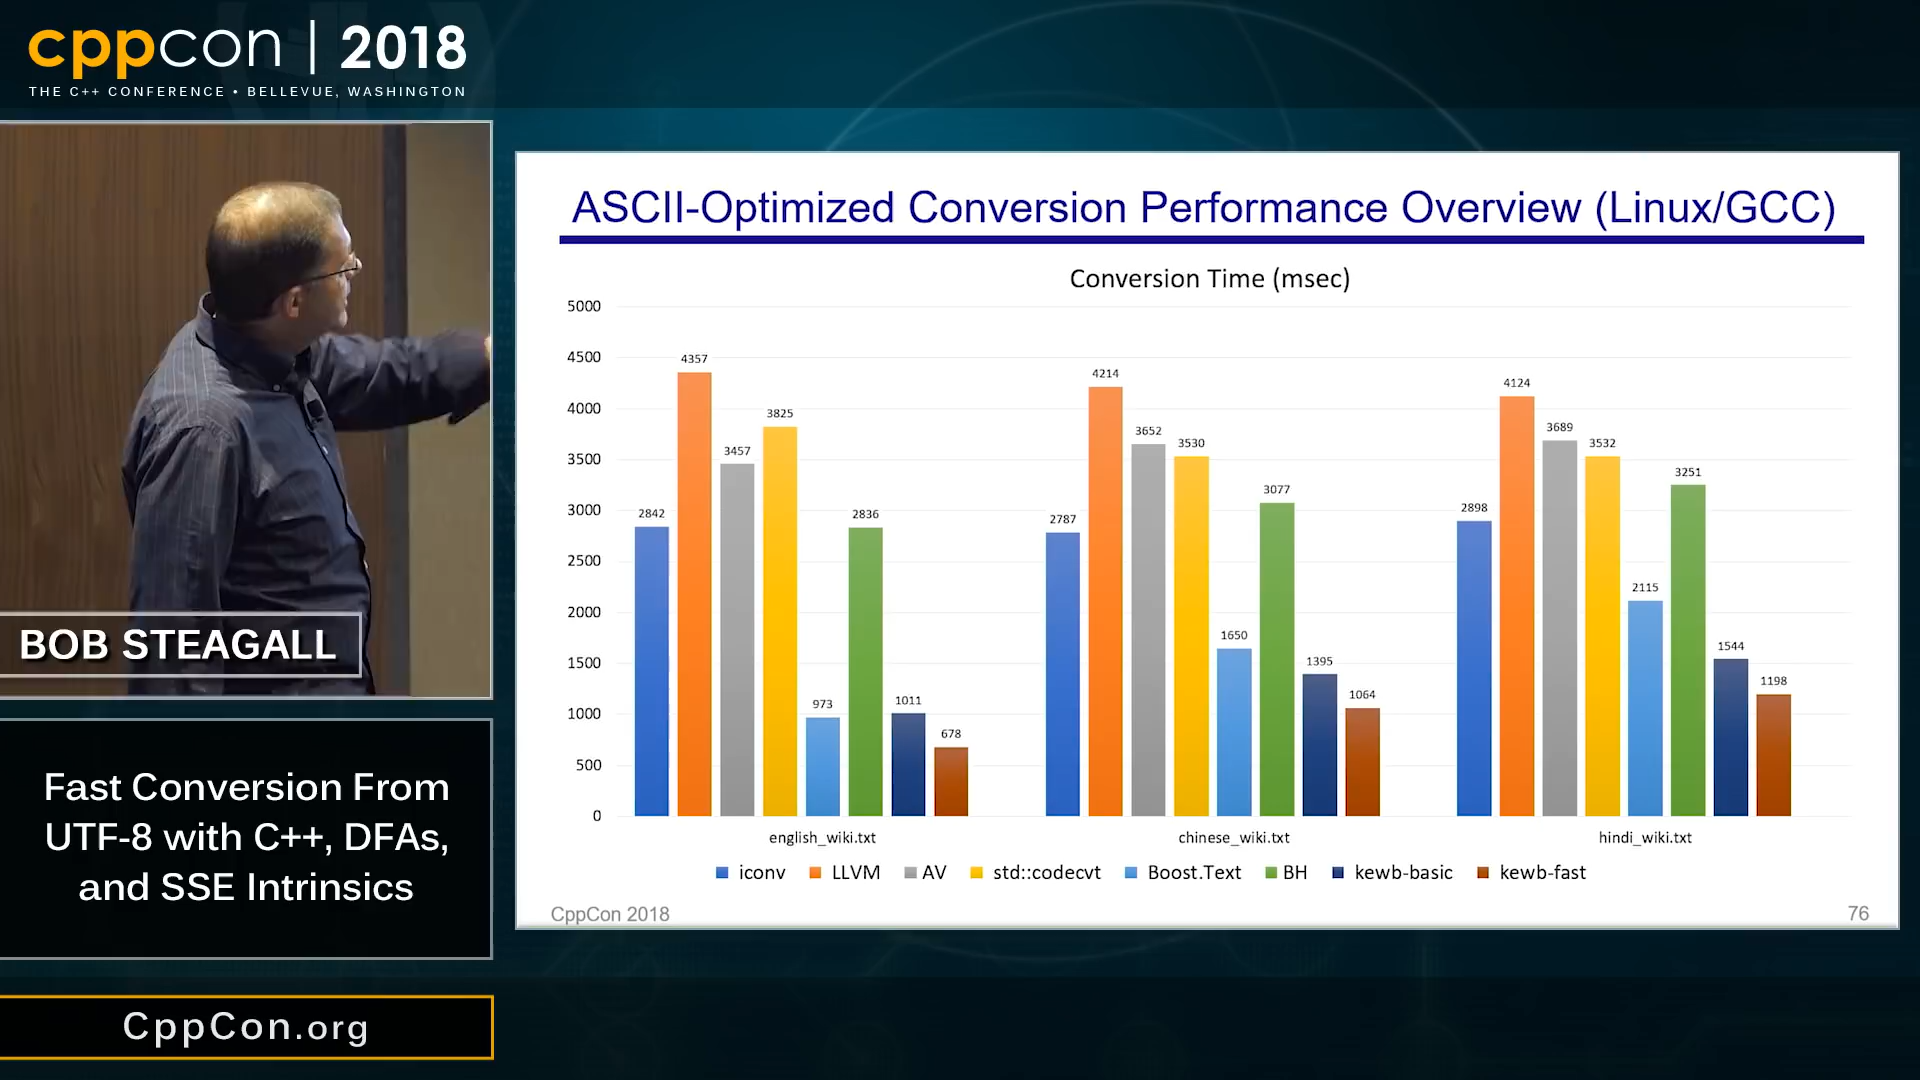 cppcon | 2018
THE C++ CONFERENCE • BELLEVUE, WASHINGTON
BOB STEAGALL
Fast Conversion From
UTF-8 with C++, DFAs,
and SSE Intrinsics
CppCon.org
ASCII-Optimized Conversion Performance Overview (Linux/GCC)
Conversion Time (msec)
5000
4500
4000
3500
3000
2500
2000
1500
1000
500
0
2842
4357
3457
3825
973
2836
1011
678
2787
4214
3652
3530
1650
3077
1395
1064
2898
4124
3689
3532
2115
3251
1544
1198
english_wiki.txt
chinese_wiki.txt
hindi_wiki.txt
iconv LLVM AV std::codecvt Boost.Text BH kewb-basic kewb-fast
CppCon 2018
76